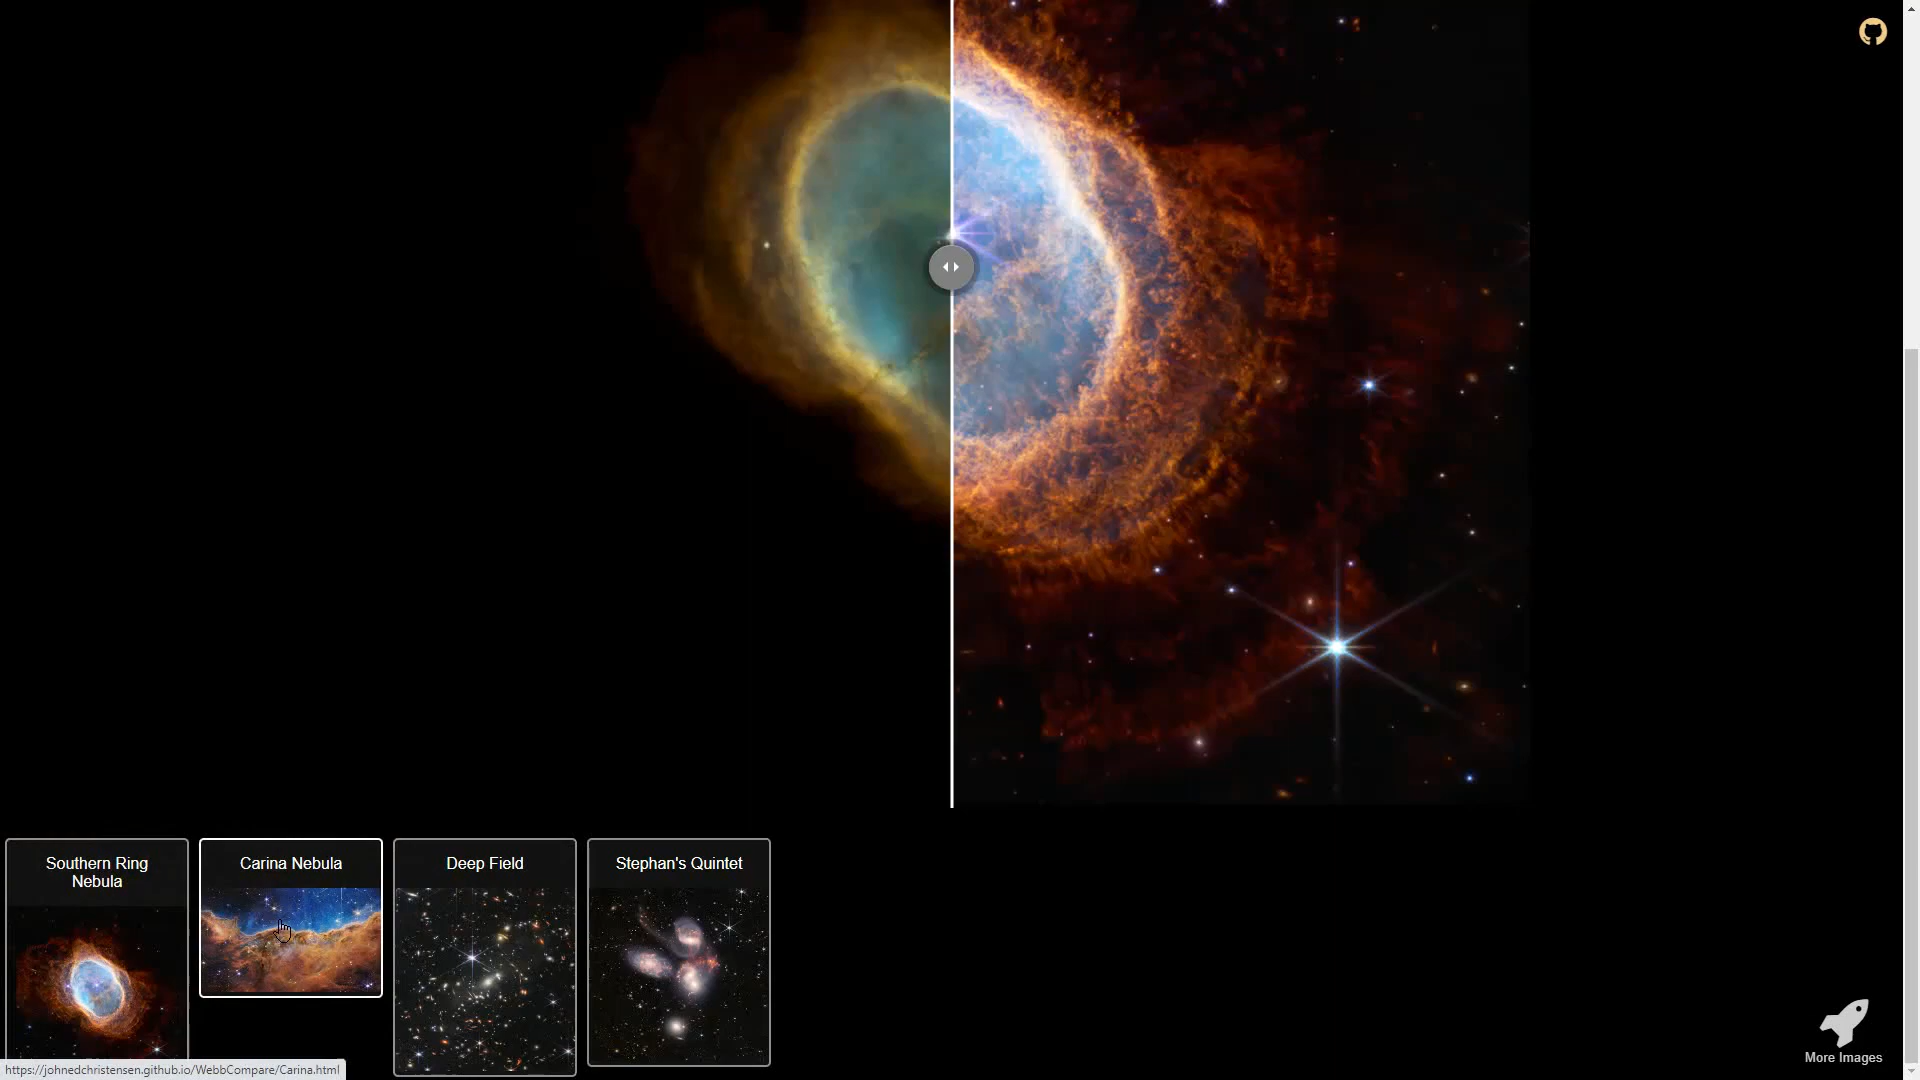 Southern Ring
Nebula
Carina Nebula
Deep Field
Stephan's Quintet
More Images
https://johnedchristensen.github.io/WebbCompare/Carina.html